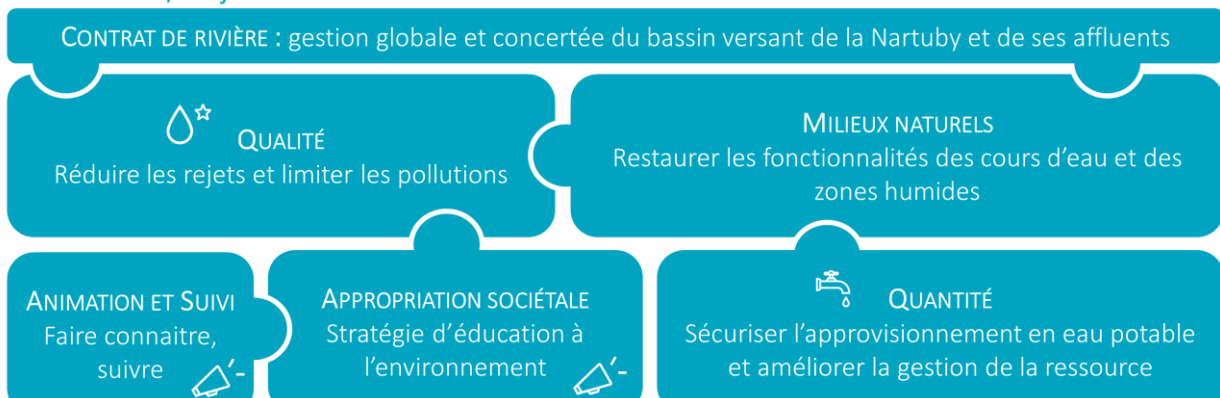 CONTRAT DE RIVIÈRE : gestion globale et concertée du bassin versant de la Nartuby et de ses affluents
QUALITÉ
Réduire les rejets et limiter les pollutions
MILIEUX NATURELS
Restaurer les fonctionnalités des cours d'eau et des
zones humides
ANIMATION ET SUIVI
Faire connaitre,
suivre
APPROPRIATION SOCIÉTALE
Stratégie d'éducation à
l'environnement
QUANTITÉ
Sécuriser l'approvisionnement en eau potable
et améliorer la gestion de la ressource